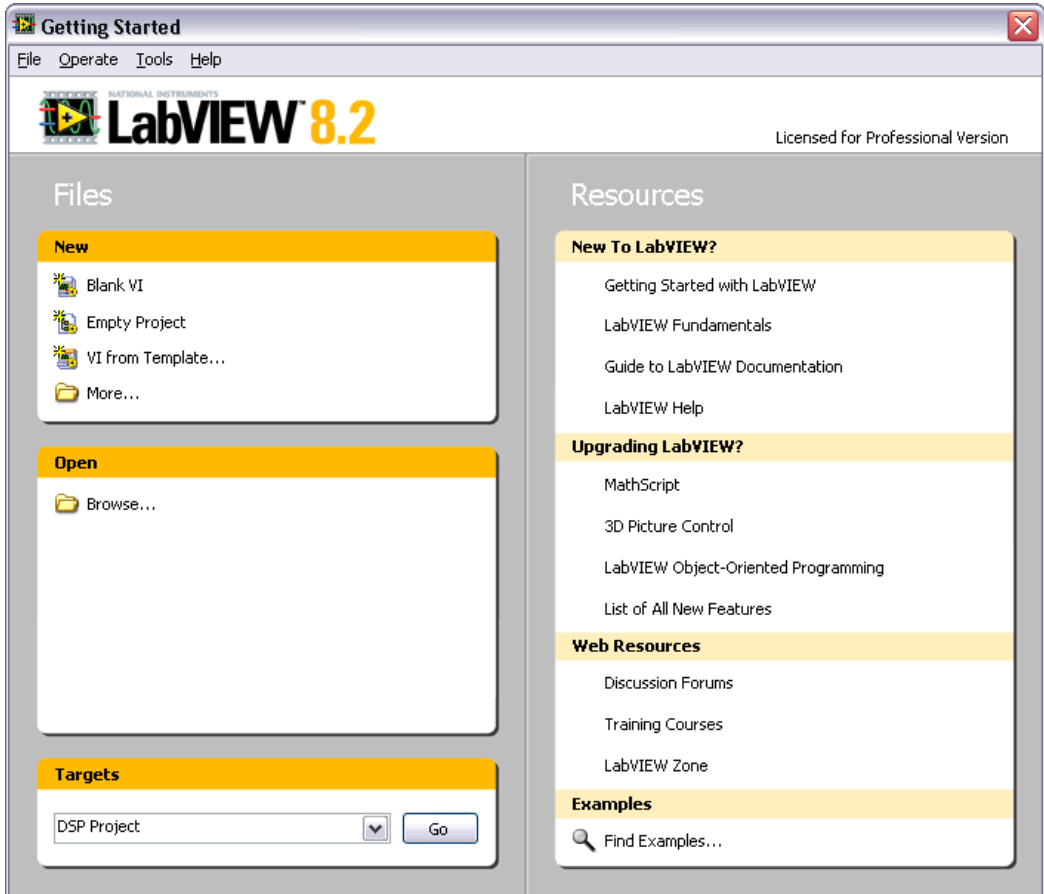 Getting Started
File Operate Tools Help
NATIONAL INSTRUMENTS
LabVIEW™ 8.2
Licensed for Professional Version
Files
New
Blank VI
Empty Project
VI from Template...
More...
Open
Browse...
Targets
DSP Project
Go
Resources
New To LabVIEW?
Getting Started with LabVIEW
LabVIEW Fundamentals
Guide to LabVIEW Documentation
LabVIEW Help
Upgrading LabVIEW?
MathScript
3D Picture Control
LabVIEW Object-Oriented Programming
List of All New Features
Web Resources
Discussion Forums
Training Courses
LabVIEW Zone
Examples
Find Examples...